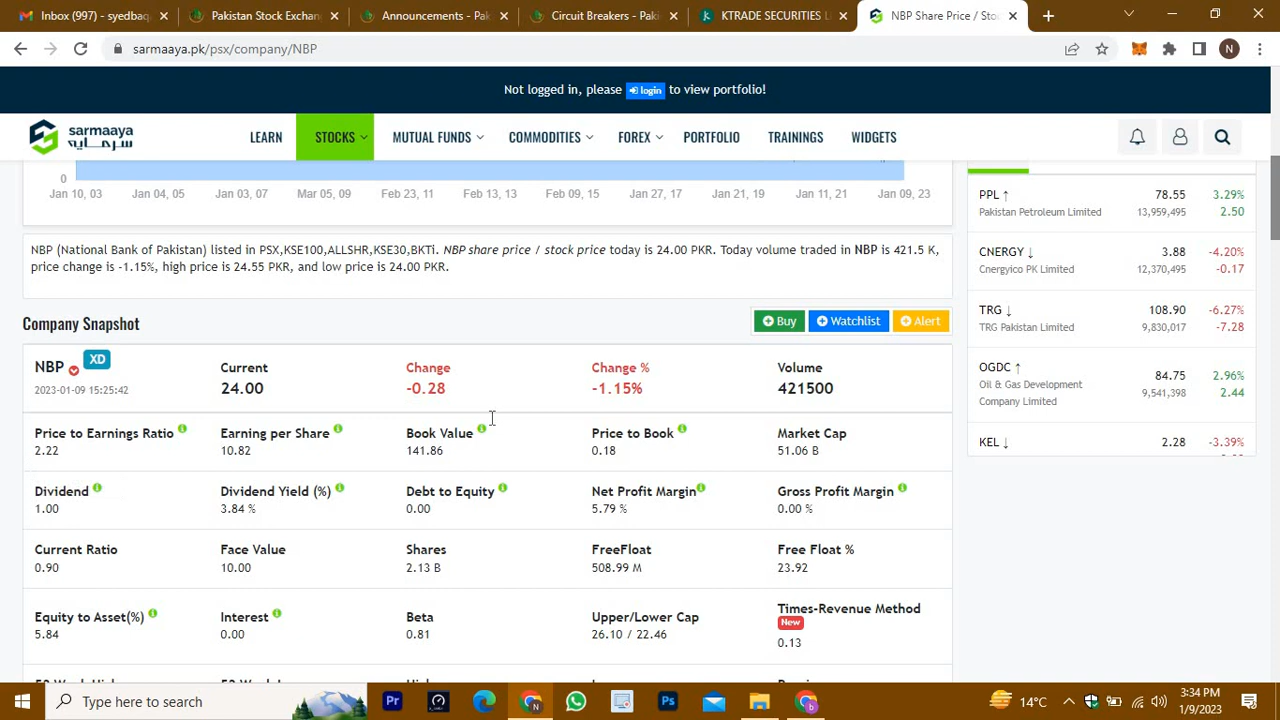 Inbox (997) - syedbaq
Pakistan Stock Exchan
Announcements - Pak
Circuit Breakers - Paki
KTRADE SECURITIES L
NBP Share Price / Sto
sarmaaya.pk/psx/company/NBP
N
Not logged in, please login to view portfolio!
sarmaaya
سرمایہ
LEARN
STOCKS
MUTUAL FUNDS
COMMODITIES
FOREX
PORTFOLIO
TRAININGS
WIDGETS
0
Jan 10, 03 Jan 04, 05 Jan 03, 07 Mar 05, 09 Feb 23, 11 Feb 13, 13 Feb 09, 15 Jan 27, 17 Jan 21, 19 Jan 11, 21 Jan 09, 23
NBP (National Bank of Pakistan) listed in PSX,KSE100,ALLSHR,KSE30,BKTi. NBP share price / stock price today is 24.00 PKR. Today volume traded in NBP is 421.5 K,
price change is -1.15%, high price is 24.55 PKR, and low price is 24.00 PKR.
Company Snapshot
Buy
Watchlist
Alert
NBP XD
2023-01-09 15:25:42
Current
24.00
Change
-0.28
Change %
-1.15%
Volume
421500
Price to Earnings Ratio
2.22
Earning per Share
10.82
Book Value
141.86
Price to Book
0.18
Market Cap
51.06 B
Dividend
1.00
Dividend Yield (%)
3.84 %
Debt to Equity
0.00
Net Profit Margin
5.79 %
Gross Profit Margin
0.00 %
Current Ratio
0.90
Face Value
10.00
Shares
2.13 B
FreeFloat
508.99 M
Free Float %
23.92
Equity to Asset(%)
5.84
Interest
0.00
Beta
0.81
Upper/Lower Cap
26.10 / 22.46
Times-Revenue Method
New
0.13
PPL ↑ 78.55 3.29%
Pakistan Petroleum Limited 13,959,495 2.50
CNERGY ↓ 3.88 -4.20%
Cnergyico PK Limited 12,370,495 -0.17
TRG ↓ 108.90 -6.27%
TRG Pakistan Limited 9,830,017 -7.28
OGDC ↑ 84.75 2.96%
Oil & Gas Development 9,541,398 2.44
Company Limited
KEL ↓ 2.28 -3.39%
Type here to search
Pr
Ps
N
b
14°C
3:34 PM
1/9/2023